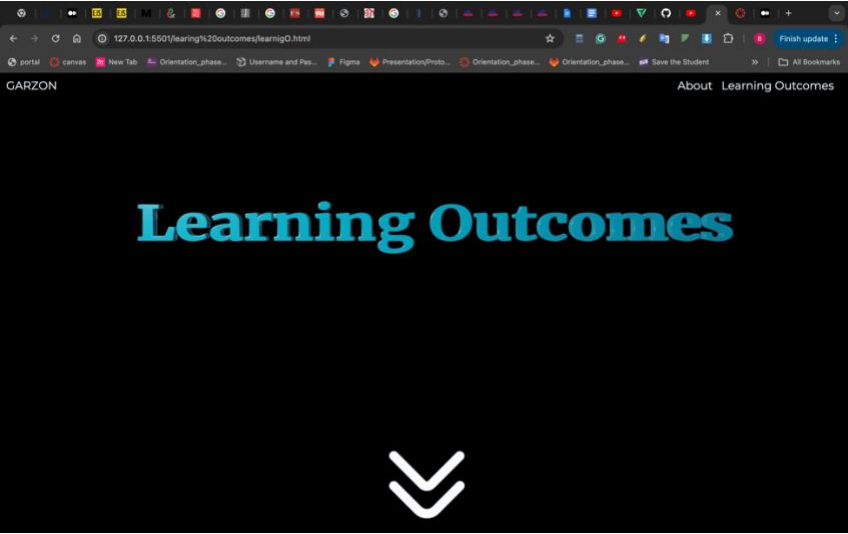 127.0.0.1:5501/learing%20outcomes/learnigO.html
Finish update
portal canvas New Tab Orientation_phase... Username and Pas... Figma Presentation/Proto... Orientation_phase... Orientation_phase... Save the Student » All Bookmarks
GARZON About Learning Outcomes
Learning Outcomes